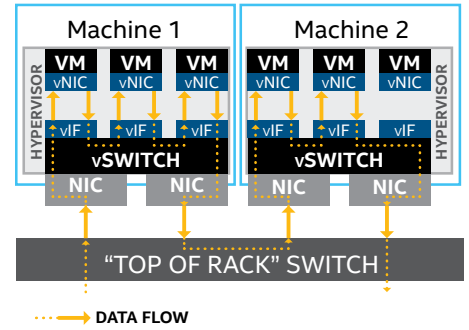 Machine 1
Machine 2
HYPERVISOR
VM
VM
VM
vNIC
vNIC
vNIC
vIF
vIF
vIF
vSWITCH
NIC
NIC
VM
VM
VM
vNIC
vNIC
vNIC
vIF
vIF
vIF
vSWITCH
HYPERVISOR
NIC
NIC
“TOP OF RACK” SWITCH
DATA FLOW